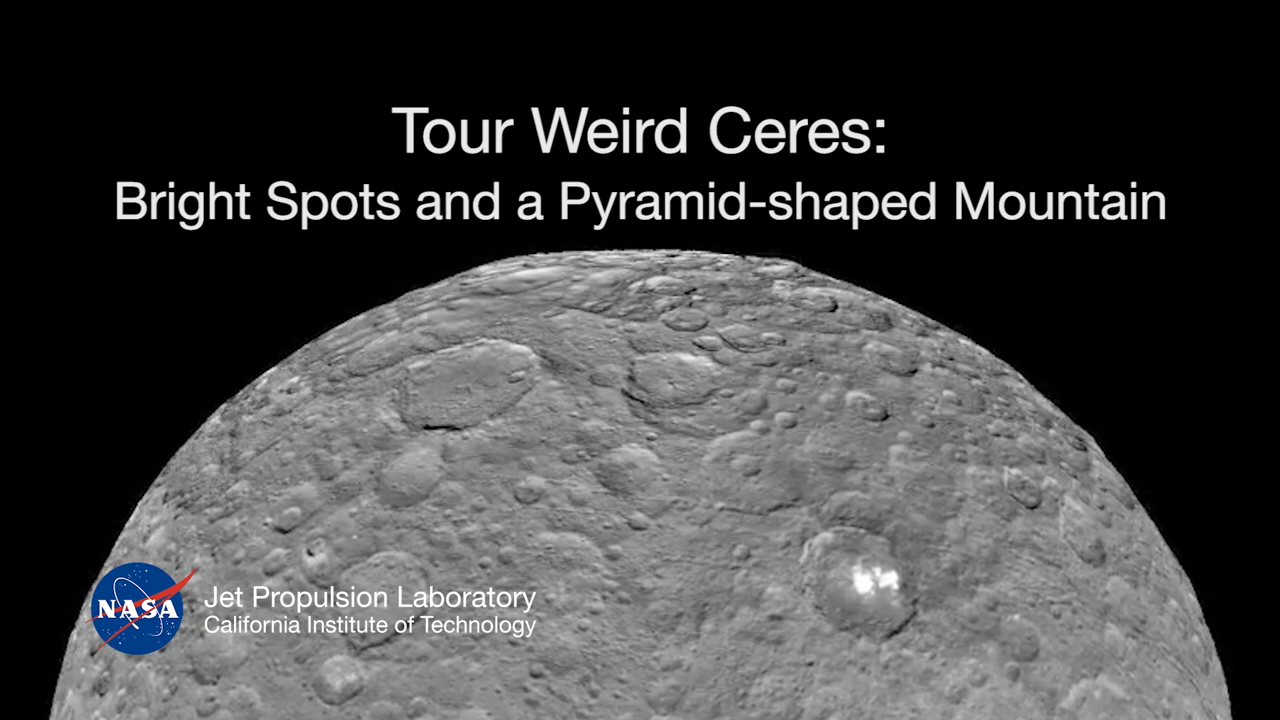 Tour Weird Ceres:
Bright Spots and a Pyramid-shaped Mountain
NASA
Jet Propulsion Laboratory
California Institute of Technology